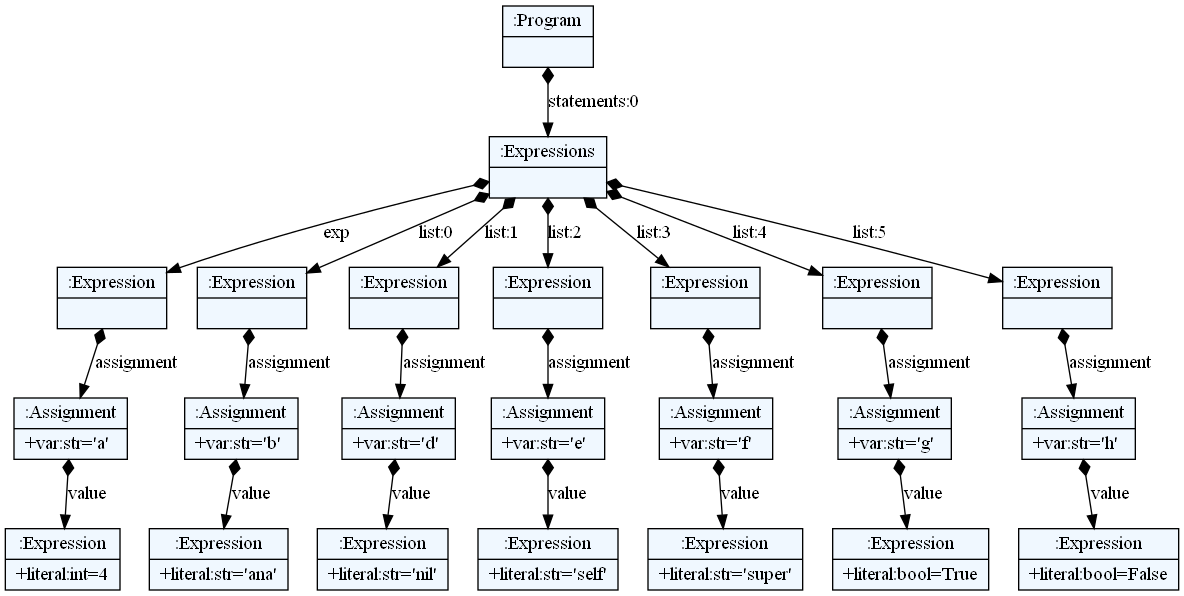 :Program
statements:0
:Expressions
exp
list:0
list:1
list:2
list:3
list:4
list:5
:Expression
:Expression
:Expression
:Expression
:Expression
:Expression
:Expression
assignment
assignment
assignment
assignment
assignment
assignment
assignment
:Assignment
+var:str='a'
:Assignment
+var:str='b'
:Assignment
+var:str='d'
:Assignment
+var:str='e'
:Assignment
+var:str='f'
:Assignment
+var:str='g'
:Assignment
+var:str='h'
value
value
value
value
value
value
value
:Expression
+literal:int=4
:Expression
+literal:str='ana'
:Expression
+literal:str='nil'
:Expression
+literal:str='self'
:Expression
+literal:str='super'
:Expression
+literal:bool=True
:Expression
+literal:bool=False